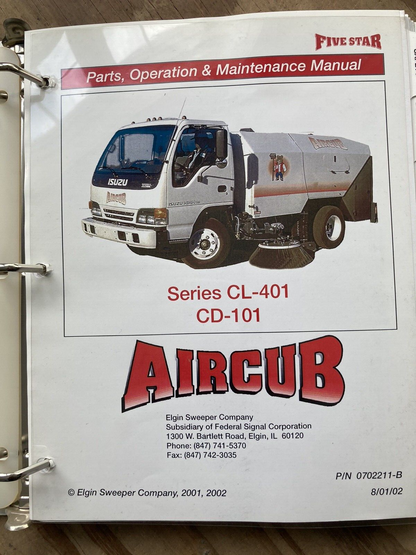 FIVE STAR
Parts, Operation & Maintenance Manual
AIRCUB
ISUZU
AIRCUB
Series CL-401
CD-101
AIRCUB
Elgin Sweeper Company
Subsidiary of Federal Signal Corporation
1300 W. Bartlett Road, Elgin, IL 60120
Phone: (847) 741-5370
Fax: (847) 742-3035
P/N 0702211-B
© Elgin Sweeper Company, 2001, 2002
8/01/02